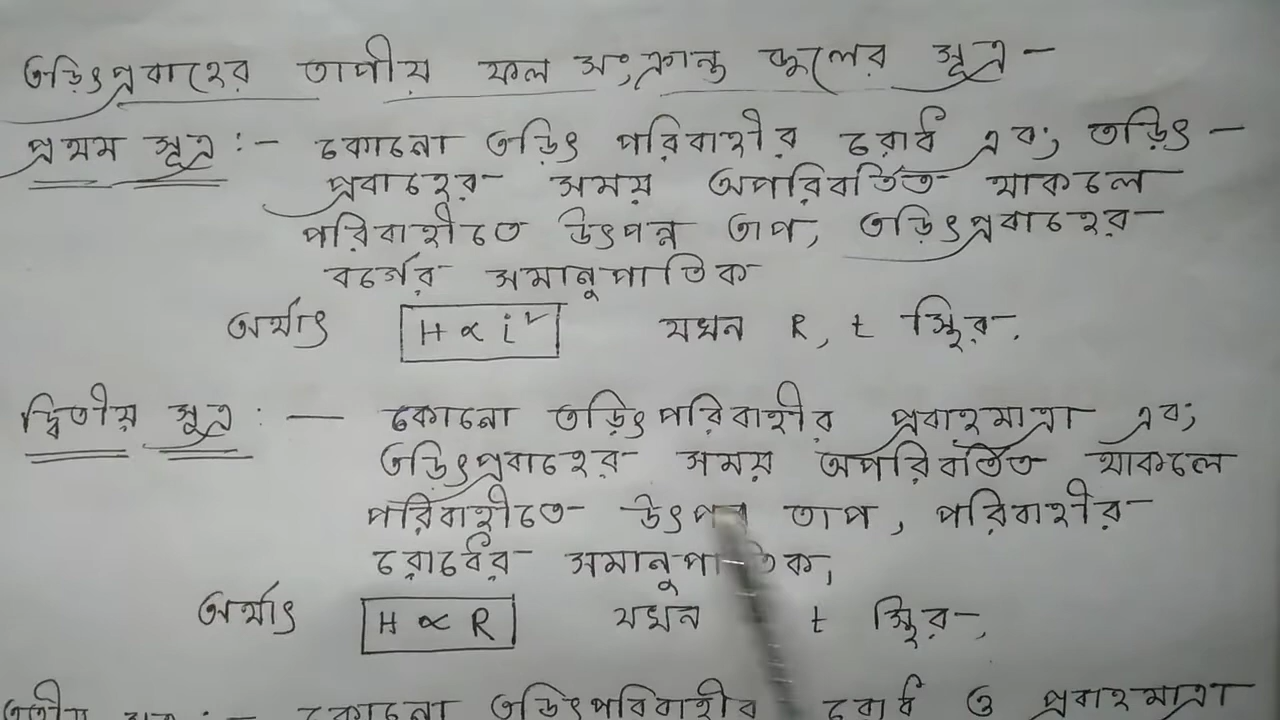 তড়িৎপ্রবাহের তাপীয় ফল সংক্রান্ত জুলের সূত্র –
প্রথম সূত্র :– কোনো তড়িৎ পরিবাহীর রোধ এবং তড়িৎ –
প্রবাহের সময় অপরিবর্তিত থাকলে
পরিবাহীতে উৎপন্ন তাপ, তড়িৎপ্রবাহের
বর্গের সমানুপাতিক
অর্থাৎ H ∝ i² যখন R, t স্থির.
দ্বিতীয় সূত্র : — কোনো তড়িৎপরিবাহীর প্রবাহমাত্রা এবং
তড়িৎপ্রবাহের সময় অপরিবর্তিত থাকলে
পরিবাহীতে উৎপন্ন তাপ, পরিবাহীর
রোধের সমানুপাতিক,
অর্থাৎ H ∝ R যখন t স্থির,
তৃতীয় সূত্র :– কোনো তড়িৎপরিবাহীর রোধ ও প্রবাহমাত্রা